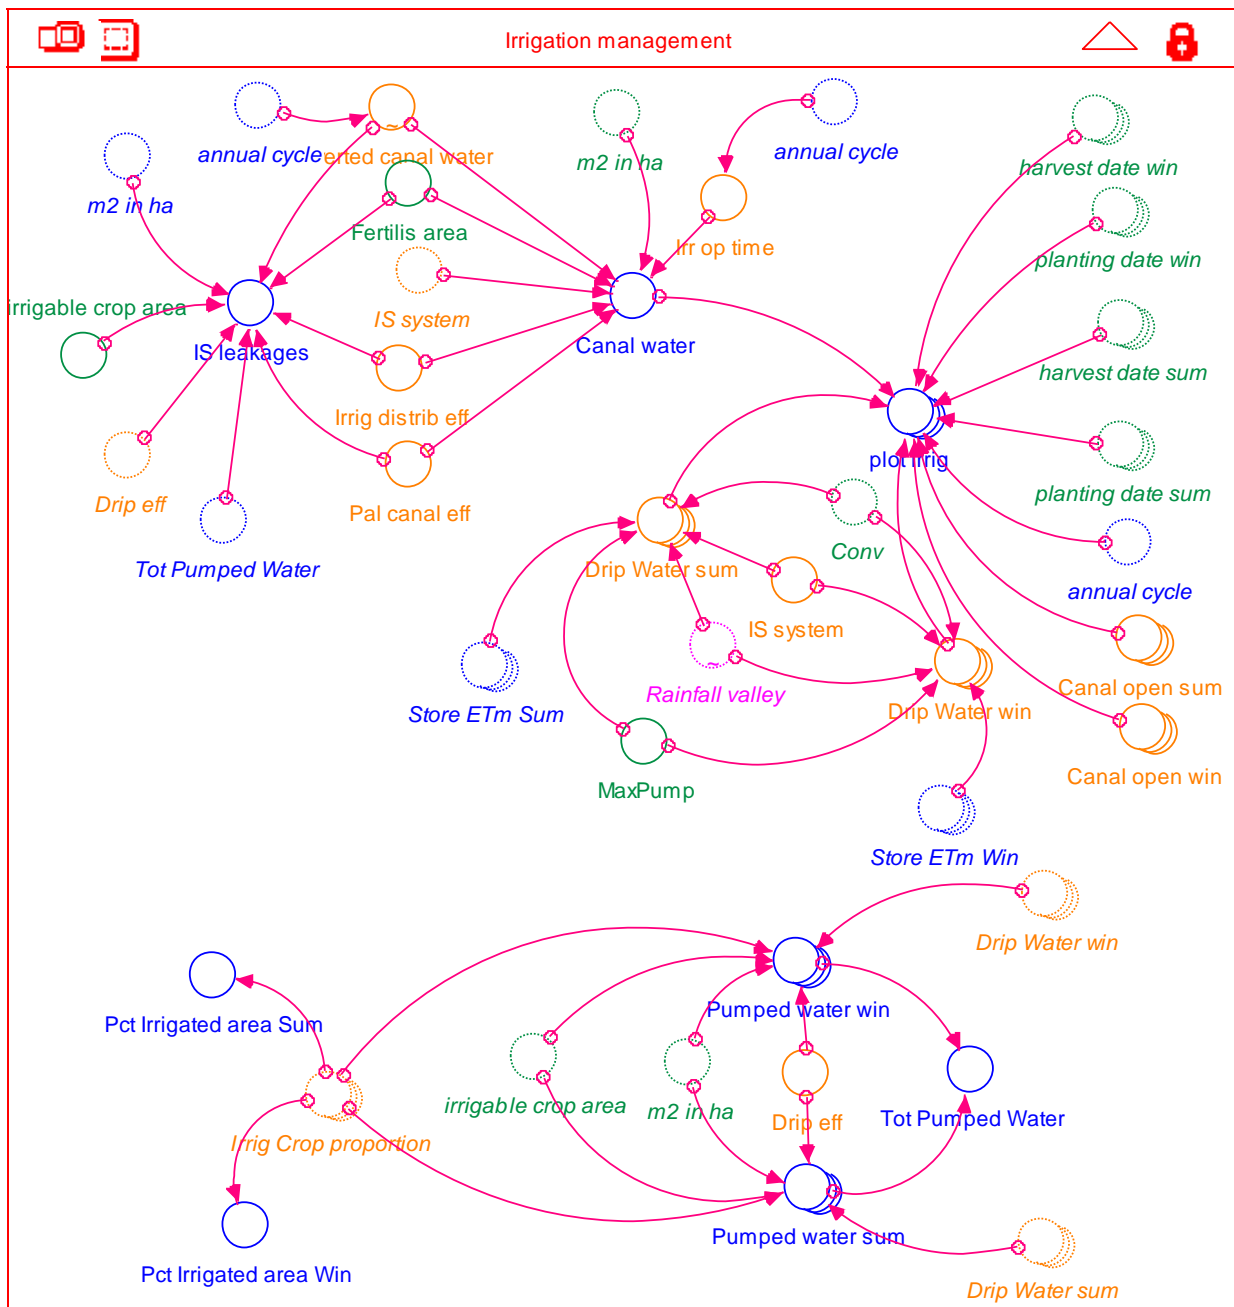 Irrigation management
annual cycle
erted canal water
m2 in ha
annual cycle
harvest date win
m2 in ha
Fertilis area
Irr op time
planting date win
irrigable crop area
IS system
IS leakages
Canal water
harvest date sum
Irrig distrib eff
plot irrig
Drip eff
Pal canal eff
planting date sum
Tot Pumped Water
Drip Water sum
Conv
annual cycle
IS system
Store ETm Sum
Rainfall valley
Drip Water win
Canal open sum
MaxPump
Canal open win
Store ETm Win
Drip Water win
Pct Irrigated area Sum
Pumped water win
irrigable crop area
m2 in ha
Drip eff
Tot Pumped Water
Irrig Crop proportion
Pumped water sum
Pct Irrigated area Win
Drip Water sum